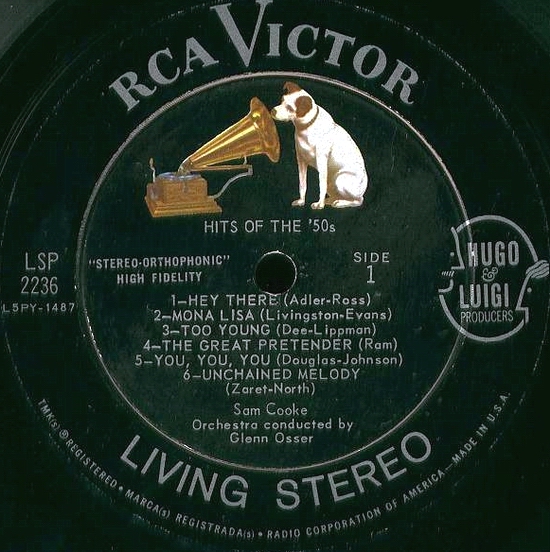 RCA VICTOR
HITS OF THE '50s
LSP
2236
L5PY-1487
"STEREO-ORTHOPHONIC"
HIGH FIDELITY
SIDE
1
HUGO
&
LUIGI
PRODUCERS
1—HEY THERE (Adler-Ross)
2—MONA LISA (Livingston-Evans)
3—TOO YOUNG (Dee-Lippman)
4—THE GREAT PRETENDER (Ram)
5—YOU, YOU, YOU (Douglas-Johnson)
6—UNCHAINED MELODY
(Zaret-North)
Sam Cooke
Orchestra conducted by
Glenn Osser
LIVING STEREO
TMK(s) ® REGISTERED • MARCA(s) REGISTRADA(s) • RADIO CORPORATION OF AMERICA—MADE IN U.S.A.